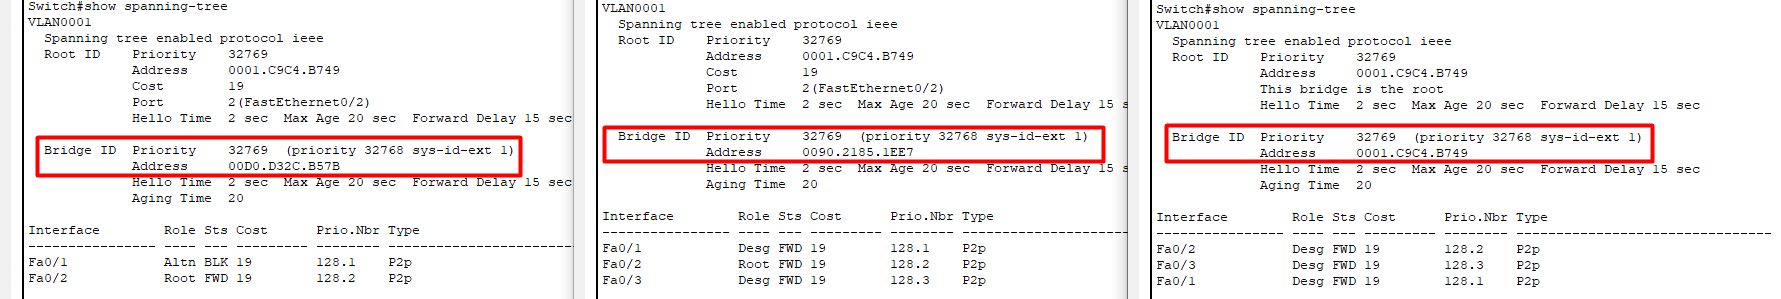 Switch#show spanning-tree
VLAN0001
Spanning tree enabled protocol ieee
Root ID Priority 32769
Address 0001.C9C4.B749
Cost 19
Port 2(FastEthernet0/2)
Hello Time 2 sec Max Age 20 sec Forward Delay 15 sec
Bridge ID Priority 32769 (priority 32768 sys-id-ext 1)
Address 00D0.D32C.B57B
Hello Time 2 sec Max Age 20 sec Forward Delay 15 sec
Aging Time 20
Interface Role Sts Cost Prio.Nbr Type
---------------- ---- --- --------- -------- --------------------------
Fa0/1 Altn BLK 19 128.1 P2p
Fa0/2 Root FWD 19 128.2 P2p
VLAN0001
Spanning tree enabled protocol ieee
Root ID Priority 32769
Address 0001.C9C4.B749
Cost 19
Port 2(FastEthernet0/2)
Hello Time 2 sec Max Age 20 sec Forward Delay 15 s
Bridge ID Priority 32769 (priority 32768 sys-id-ext 1)
Address 0090.2185.1EE7
Hello Time 2 sec Max Age 20 sec Forward Delay 15 s
Aging Time 20
Interface Role Sts Cost Prio.Nbr Type
---------------- ---- --- --------- -------- ---------------------
Fa0/1 Desg FWD 19 128.1 P2p
Fa0/2 Root FWD 19 128.2 P2p
Fa0/3 Desg FWD 19 128.3 P2p
Switch#show spanning-tree
VLAN0001
Spanning tree enabled protocol ieee
Root ID Priority 32769
Address 0001.C9C4.B749
This bridge is the root
Hello Time 2 sec Max Age 20 sec Forward Delay 15 sec
Bridge ID Priority 32769 (priority 32768 sys-id-ext 1)
Address 0001.C9C4.B749
Hello Time 2 sec Max Age 20 sec Forward Delay 15 sec
Aging Time 20
Interface Role Sts Cost Prio.Nbr Type
---------------- ---- --- --------- -------- --------------------------------
Fa0/2 Desg FWD 19 128.2 P2p
Fa0/3 Desg FWD 19 128.3 P2p
Fa0/1 Desg FWD 19 128.1 P2p